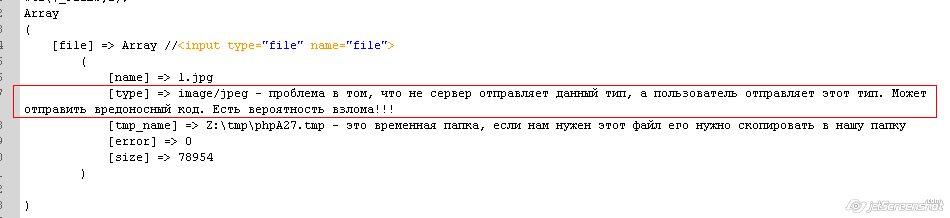 Array
(
[file] => Array //<input type="file" name="file">
(
[name] => 1.jpg
[type] => image/jpeg - проблема в том, что не сервер отправляет данный тип, а пользователь отправляет этот тип. Может
отправить вредоносный код. Есть вероятность взлома!!!
[tmp_name] => Z:\tmp\phpA27.tmp - это временная папка, если нам нужен этот файл его нужно скопировать в нашу папку
[error] => 0
[size] => 78954
)
)
jetScreenshot